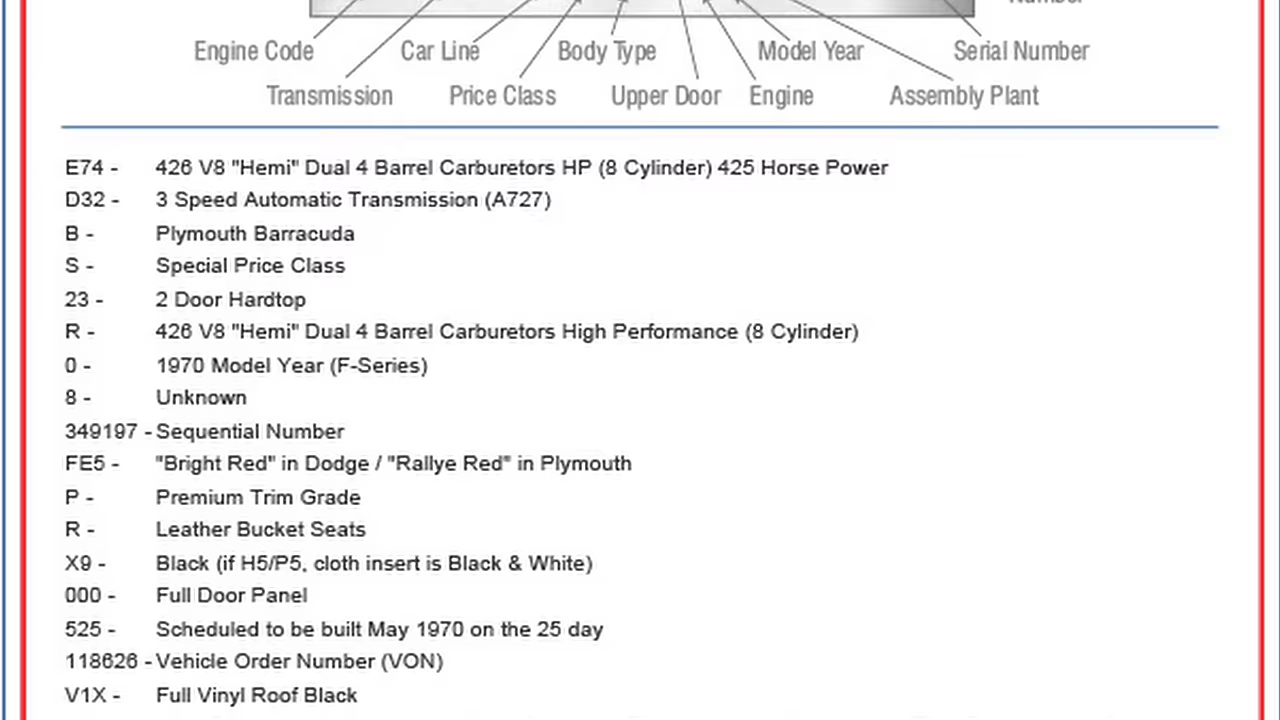 Number
Engine Code Car Line Body Type Model Year Serial Number
Transmission Price Class Upper Door Engine Assembly Plant
E74 - 426 V8 "Hemi" Dual 4 Barrel Carburetors HP (8 Cylinder) 425 Horse Power
D32 - 3 Speed Automatic Transmission (A727)
B - Plymouth Barracuda
S - Special Price Class
23 - 2 Door Hardtop
R - 426 V8 "Hemi" Dual 4 Barrel Carburetors High Performance (8 Cylinder)
0 - 1970 Model Year (F-Series)
8 - Unknown
349197 - Sequential Number
FE5 - "Bright Red" in Dodge / "Rallye Red" in Plymouth
P - Premium Trim Grade
R - Leather Bucket Seats
X9 - Black (if H5/P5, cloth insert is Black & White)
000 - Full Door Panel
525 - Scheduled to be built May 1970 on the 25 day
118626 - Vehicle Order Number (VON)
V1X - Full Vinyl Roof Black